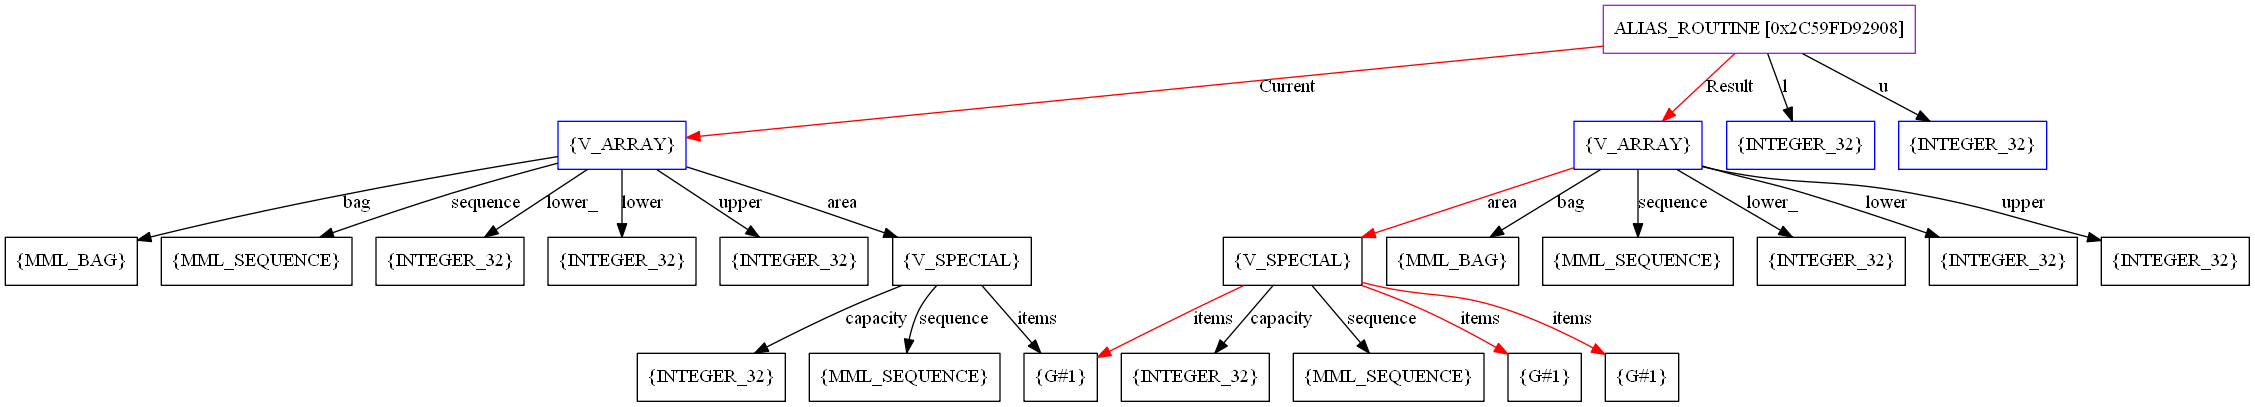 ALIAS_ROUTINE [0x2C59FD92908]
Current
Result
l
u
{V_ARRAY}
{V_ARRAY}
{INTEGER_32}
{INTEGER_32}
bag
sequence
lower_
lower
upper
area
area
bag
sequence
lower_
lower
upper
{MML_BAG}
{MML_SEQUENCE}
{INTEGER_32}
{INTEGER_32}
{INTEGER_32}
{V_SPECIAL}
{V_SPECIAL}
{MML_BAG}
{MML_SEQUENCE}
{INTEGER_32}
{INTEGER_32}
{INTEGER_32}
capacity
sequence
items
items
capacity
sequence
items
items
{INTEGER_32}
{MML_SEQUENCE}
{G#1}
{INTEGER_32}
{MML_SEQUENCE}
{G#1}
{G#1}